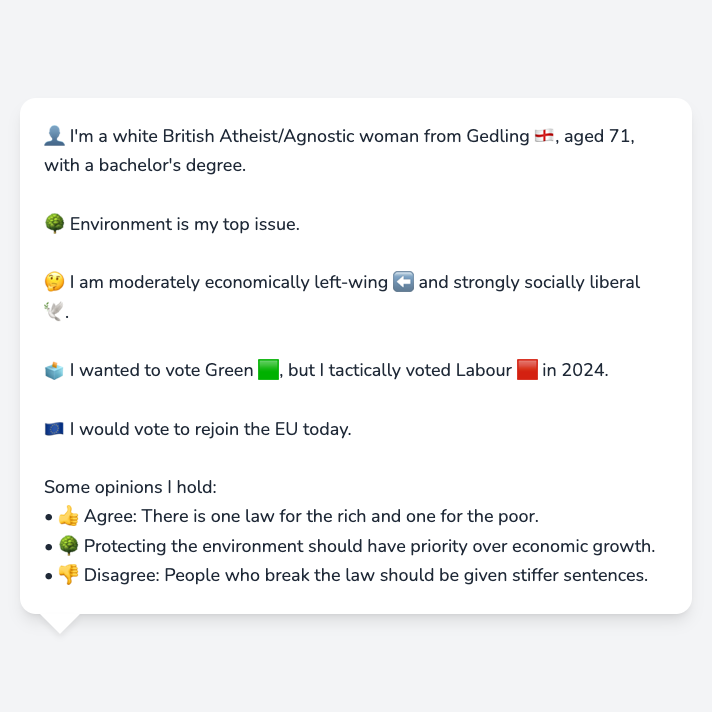 👤 I'm a white British Atheist/Agnostic woman from Gedling 🏴󠁧󠁢󠁥󠁮󠁧󠁿, aged 71,
with a bachelor's degree.
🌳 Environment is my top issue.
🤔 I am moderately economically left-wing ⬅️ and strongly socially liberal
🕊️.
🗳️ I wanted to vote Green 🟩, but I tactically voted Labour 🟥 in 2024.
🇪🇺 I would vote to rejoin the EU today.
Some opinions I hold:
• 👍 Agree: There is one law for the rich and one for the poor.
• 🌳 Protecting the environment should have priority over economic growth.
• 👎 Disagree: People who break the law should be given stiffer sentences.